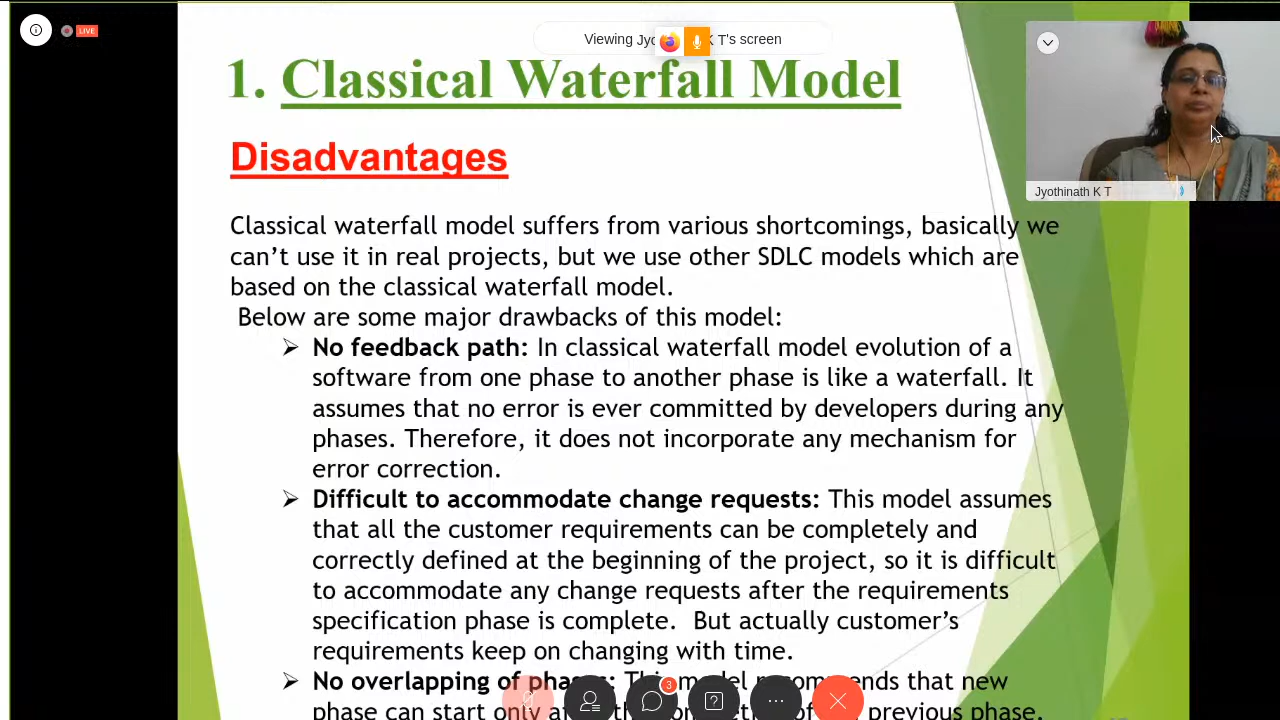 LIVE
Viewing Jyo K T's screen
1. Classical Waterfall Model
Disadvantages
Jyothinath K T
Classical waterfall model suffers from various shortcomings, basically we
can’t use it in real projects, but we use other SDLC models which are
based on the classical waterfall model.
Below are some major drawbacks of this model:
➢ No feedback path: In classical waterfall model evolution of a
software from one phase to another phase is like a waterfall. It
assumes that no error is ever committed by developers during any
phases. Therefore, it does not incorporate any mechanism for
error correction.
➢ Difficult to accommodate change requests: This model assumes
that all the customer requirements can be completely and
correctly defined at the beginning of the project, so it is difficult
to accommodate any change requests after the requirements
specification phase is complete.  But actually customer’s
requirements keep on changing with time.
➢ No overlapping of phases: This model recommends that new
phase can start only previous phase.
3